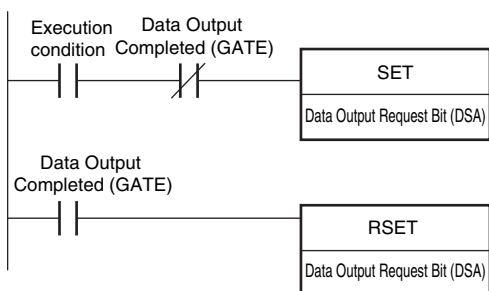 Execution
condition
Data Output
Completed (GATE)
SET
Data Output Request Bit (DSA)
Data Output
Completed (GATE)
RSET
Data Output Request Bit (DSA)